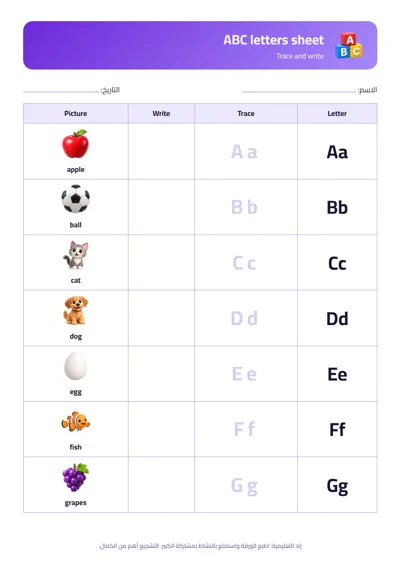 ABC letters sheet
Trace and write
A
B C
الاسم:
التاريخ:
Picture Write Trace Letter
apple A a Aa
ball B b Bb
cat C c Cc
dog D d Dd
egg E e Ee
fish F f Ff
grapes G g Gg
زاد التعليمية: اطبع الورقة واستمتع بالنشاط بمشاركة الكبير. التشجيع أهم من الكمال.